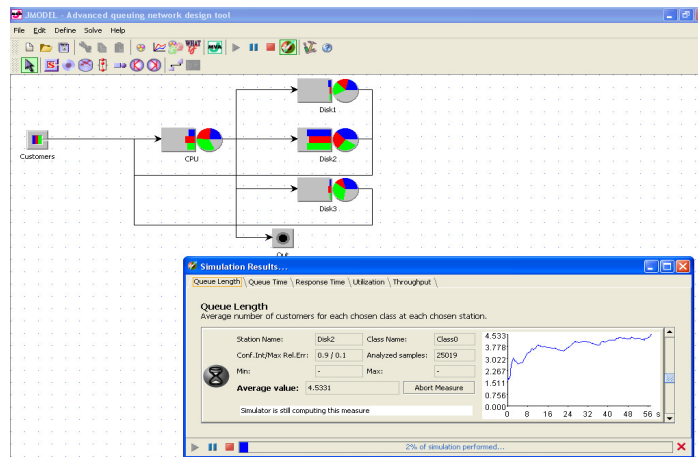 JMODEL - Advanced queuing network design tool
File Edit Define Solve Help
WHAT IF
MVA
Customers
CPU
Disk1
Disk2
Disk3
Out
Simulation Results...
Queue Length Queue Time Response Time Utilization Throughput
Queue Length
Average number of customers for each chosen class at each chosen station.
Station Name: Disk2 Class Name: Class0
Conf.Int/Max Rel.Err: 0.9 / 0.1 Analyzed samples: 25019
Min: - Max: -
Average value: 4.5331 Abort Measure
Simulator is still computing this measure
4.533
3.778
3.022
2.267
1.511
0.756
0.000
0 8 16 24 32 40 48 56 s
2% of simulation performed...